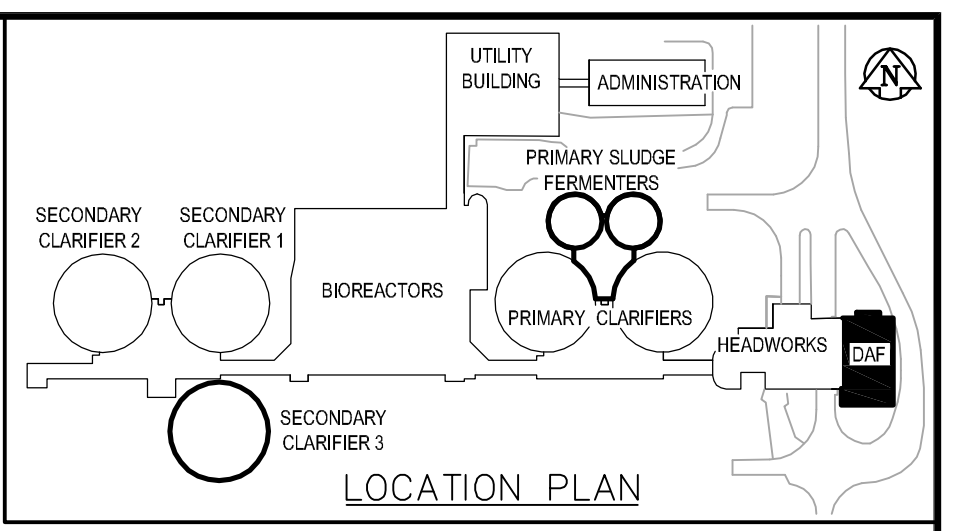 UTILITY
BUILDING
ADMINISTRATION
N
PRIMARY SLUDGE
FERMENTERS
SECONDARY
CLARIFIER 2
SECONDARY
CLARIFIER 1
BIOREACTORS
PRIMARY CLARIFIERS
HEADWORKS
DAF
SECONDARY
CLARIFIER 3
LOCATION PLAN